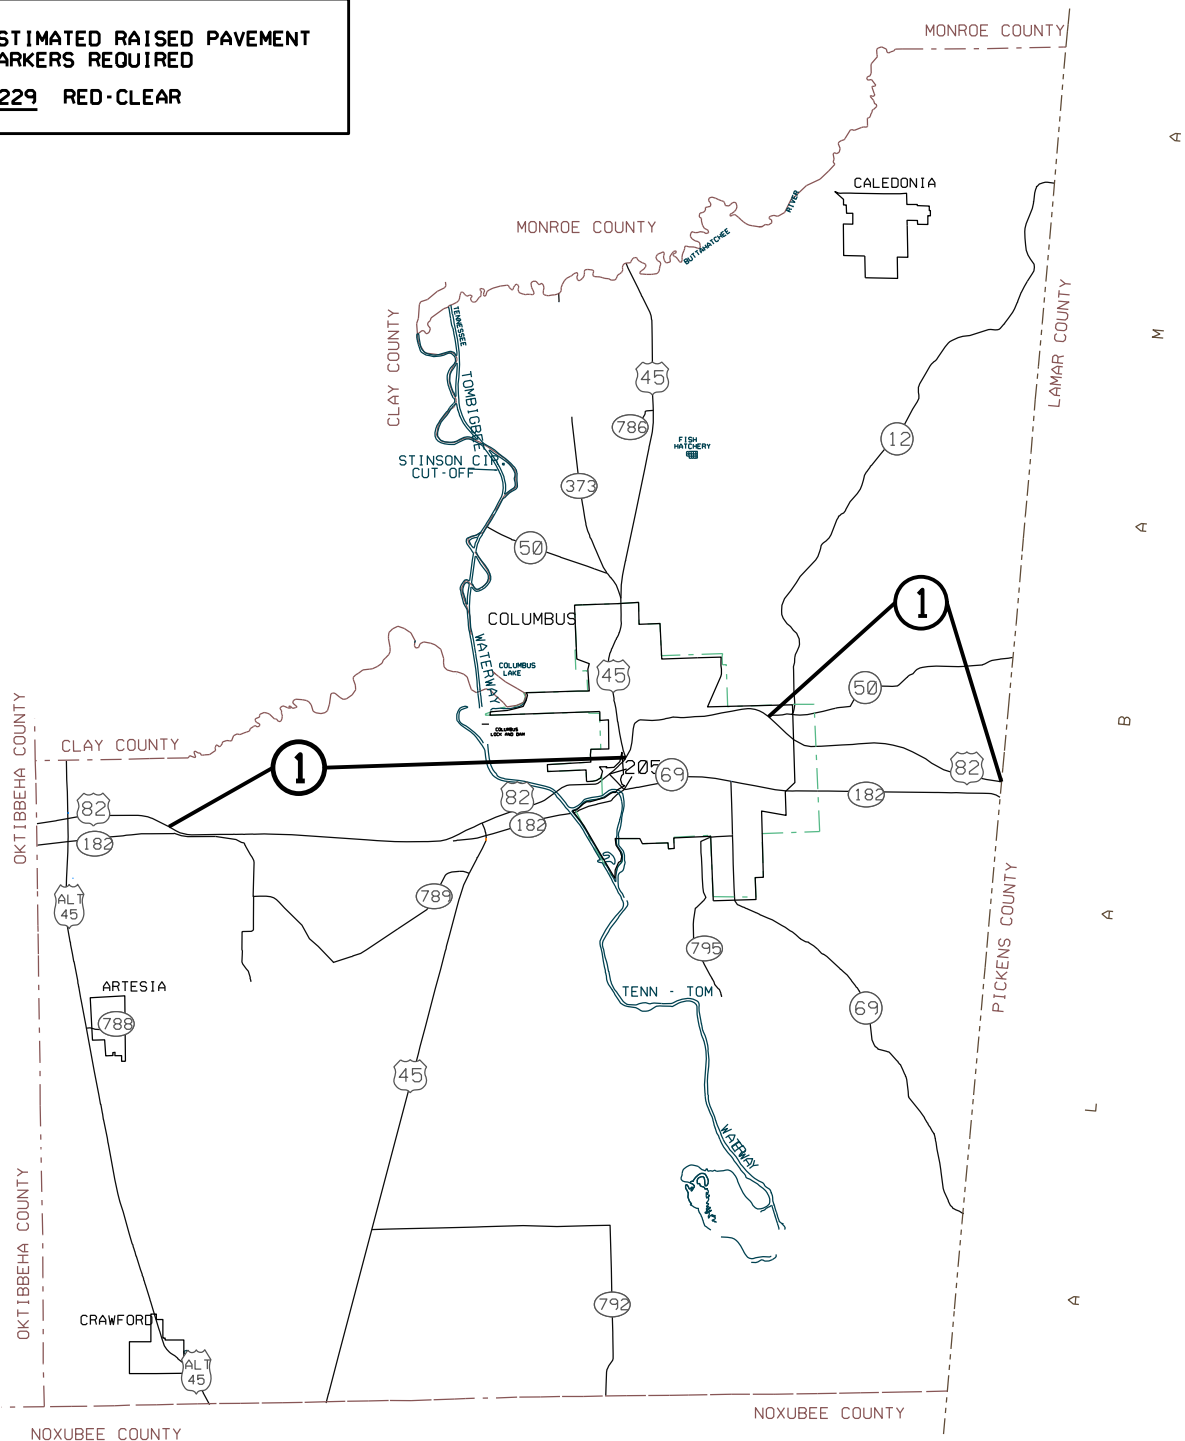 STIMATED RAISED PAVEMENT
ARKERS REQUIRED
229 RED-CLEAR
MONROE COUNTY
A
CALEDONIA
RIVER
MONROE COUNTY
BUTTAHATCHEE
CLAY COUNTY
TENNESSEE
LAMAR COUNTY
M
45
TOMBIGBEE
786
12
FISH
HATCHERY
STINSON CIR.
CUT-OFF
373
A
50
1
COLUMBUS
WATERWAY
COLUMBUS
LAKE
45
50
B
OKTIBBEHA COUNTY
CLAY COUNTY
COLUMBUS
LOCK AND DAM
1
205
69
82
82
182
82
182
182
789
ALT
45
PICKENS COUNTY
A
795
ARTESIA
TENN - TOM
788
69
45
L
WATERWAY
OKTIBBEHA COUNTY
A
792
CRAWFORD
ALT
45
NOXUBEE COUNTY
NOXUBEE COUNTY